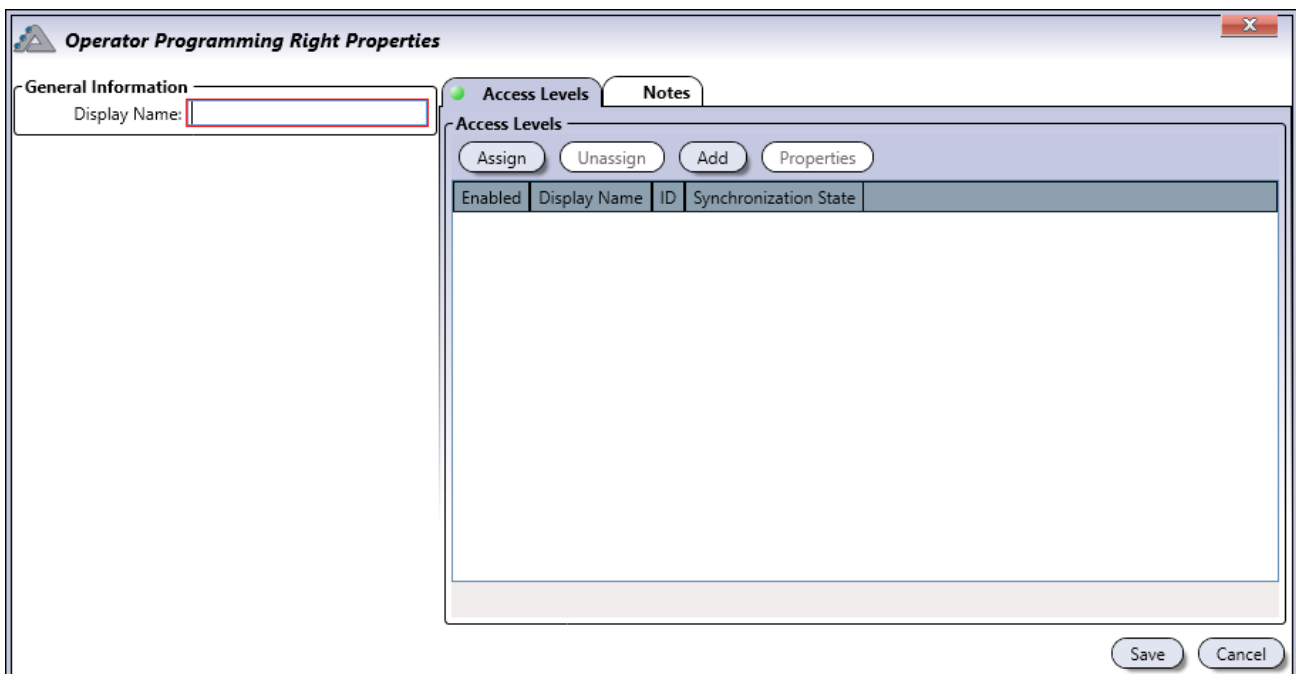 Operator Programming Right Properties
X
General Information
Display Name:
Access Levels Notes
Access Levels
Assign Unassign Add Properties
Enabled Display Name ID Synchronization State
Save Cancel